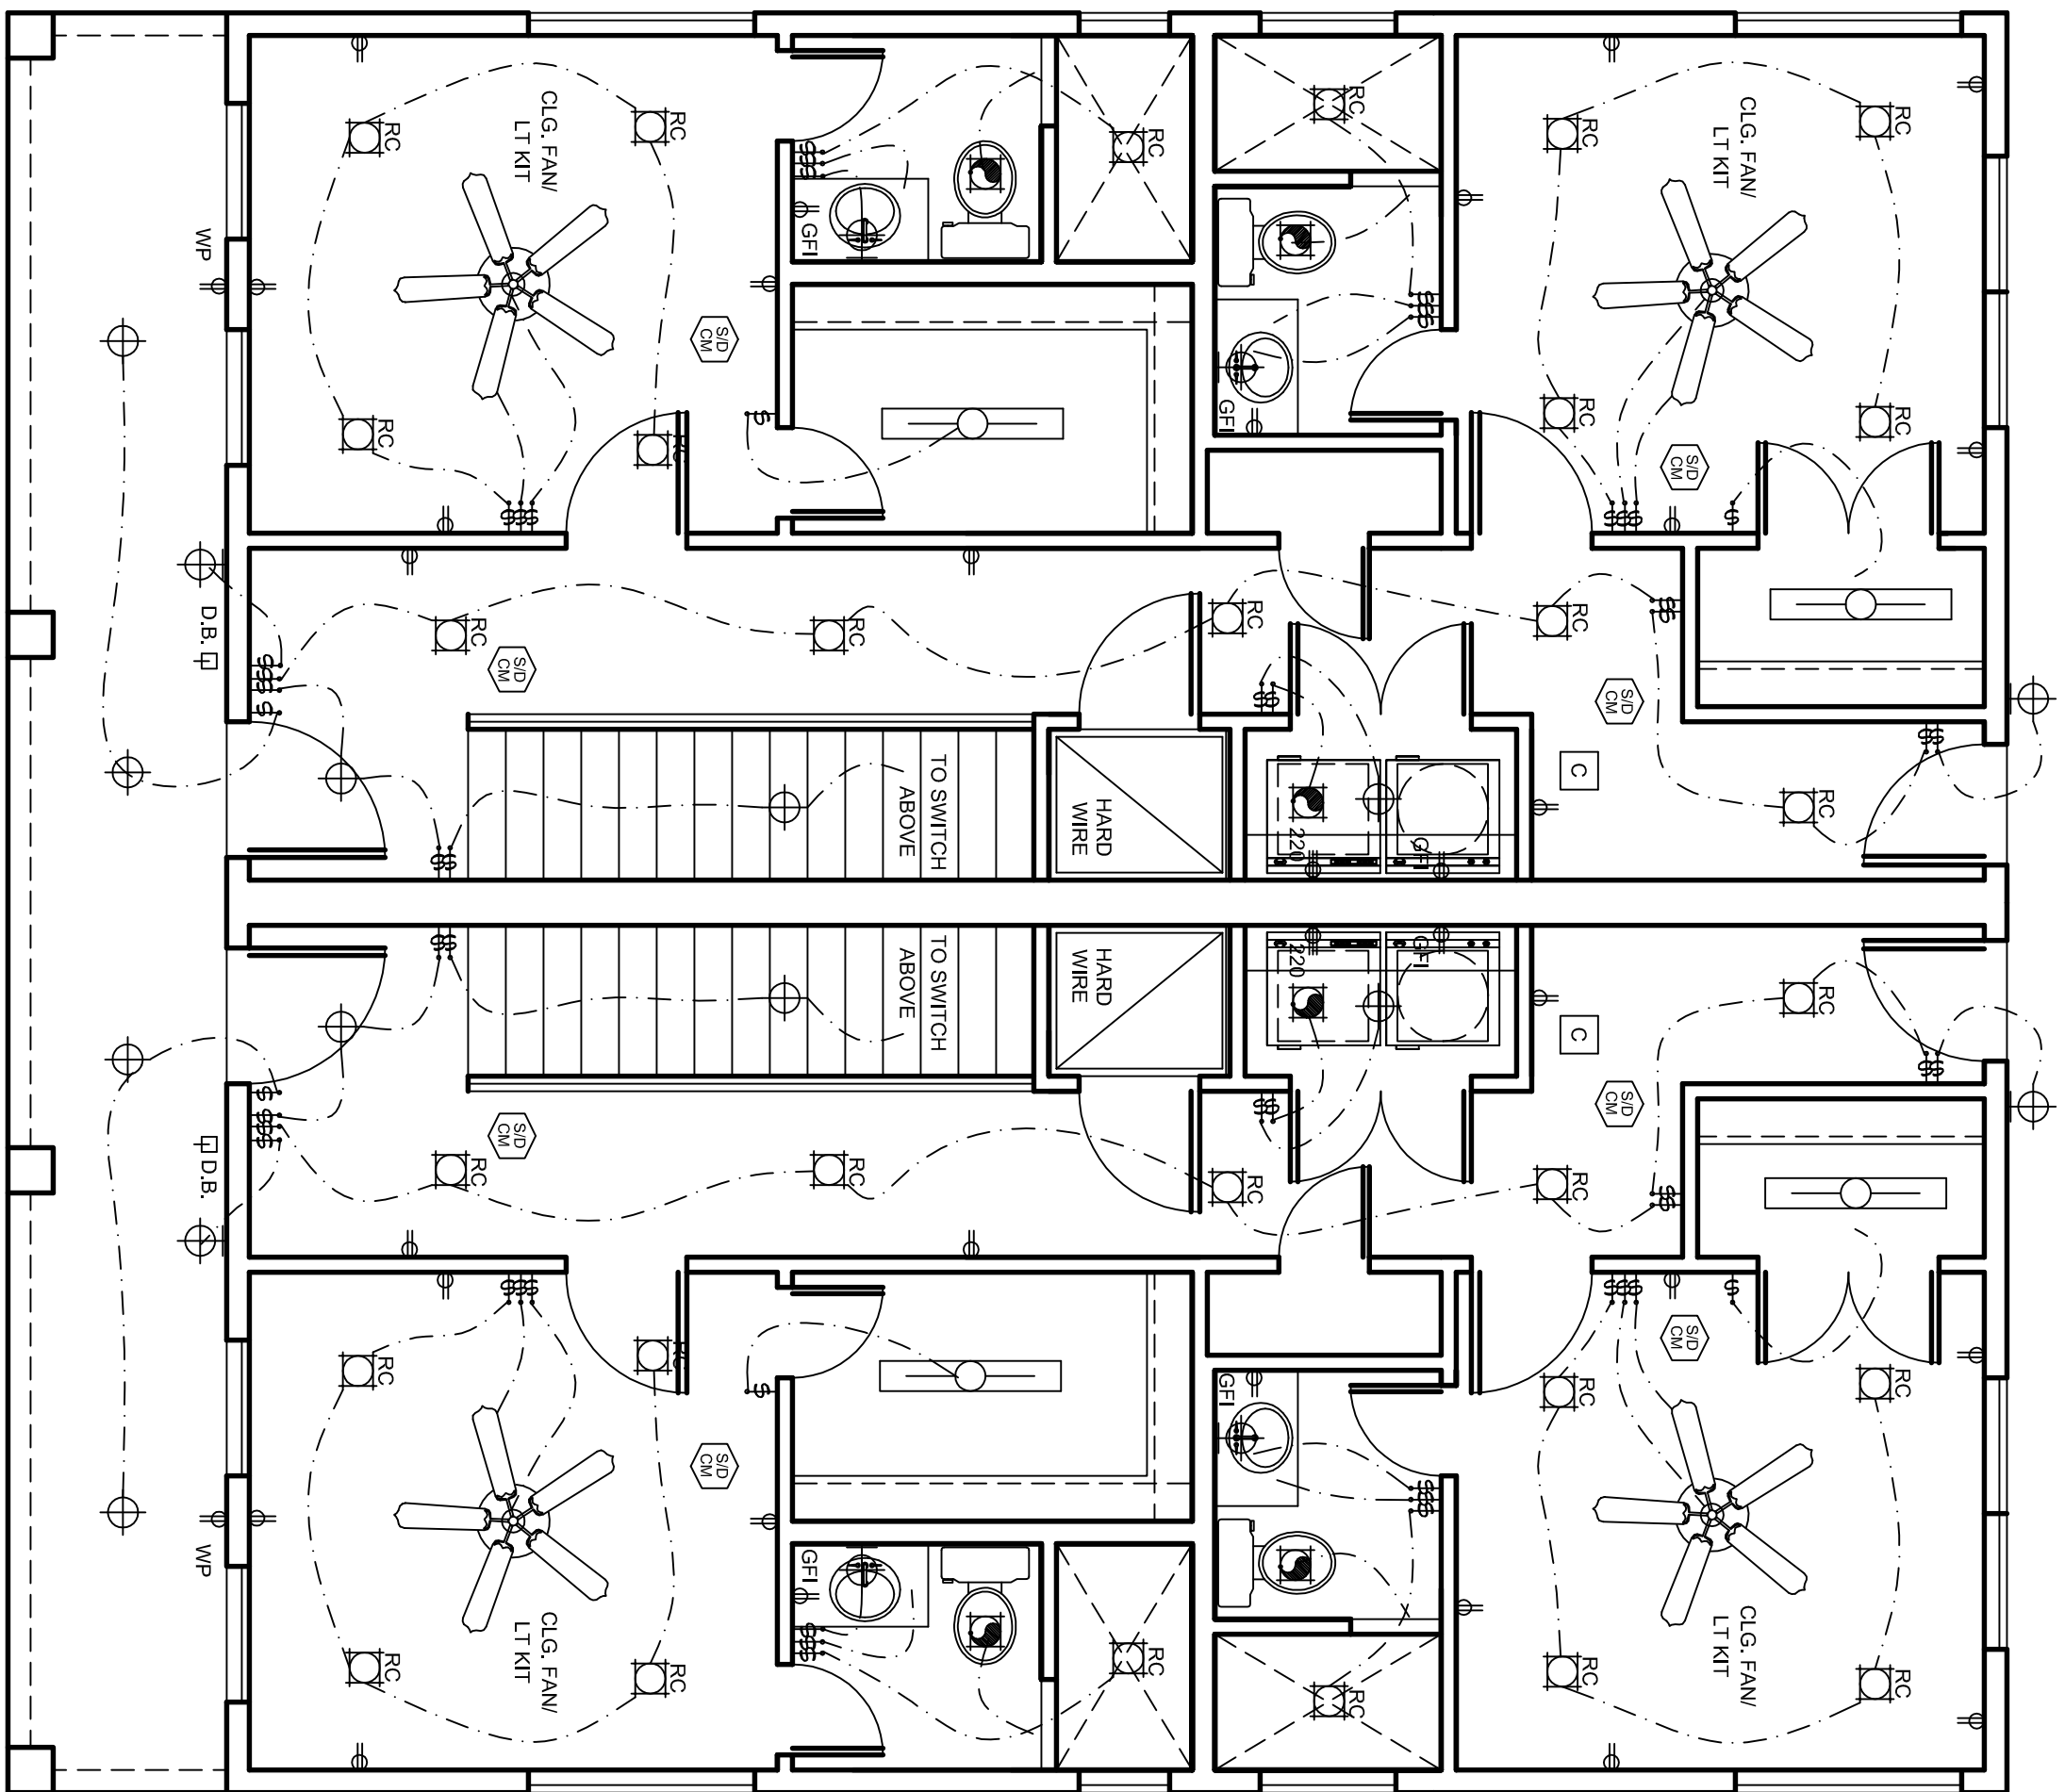 CLG. FAN/
LT KIT
RC
RC
RC
RC
S/D
CM
WP
GFI
RC
RC
GFI
CLG. FAN/
LT KIT
RC
RC
RC
RC
S/D
CM
D.B.
RC
RC
RC
RC
S/D
CM
S/D
CM
C
RC
TO SWITCH
ABOVE
HARD
WIRE
220
GFI
TO SWITCH
ABOVE
HARD
WIRE
220
GFI
RC
C
S/D
CM
S/D
CM
D.B.
RC
RC
RC
RC
RC
RC
S/D
CM
WP
GFI
GFI
S/D
CM
RC
RC
CLG. FAN/
LT KIT
RC
RC
RC
RC
CLG. FAN/
LT KIT
RC
RC